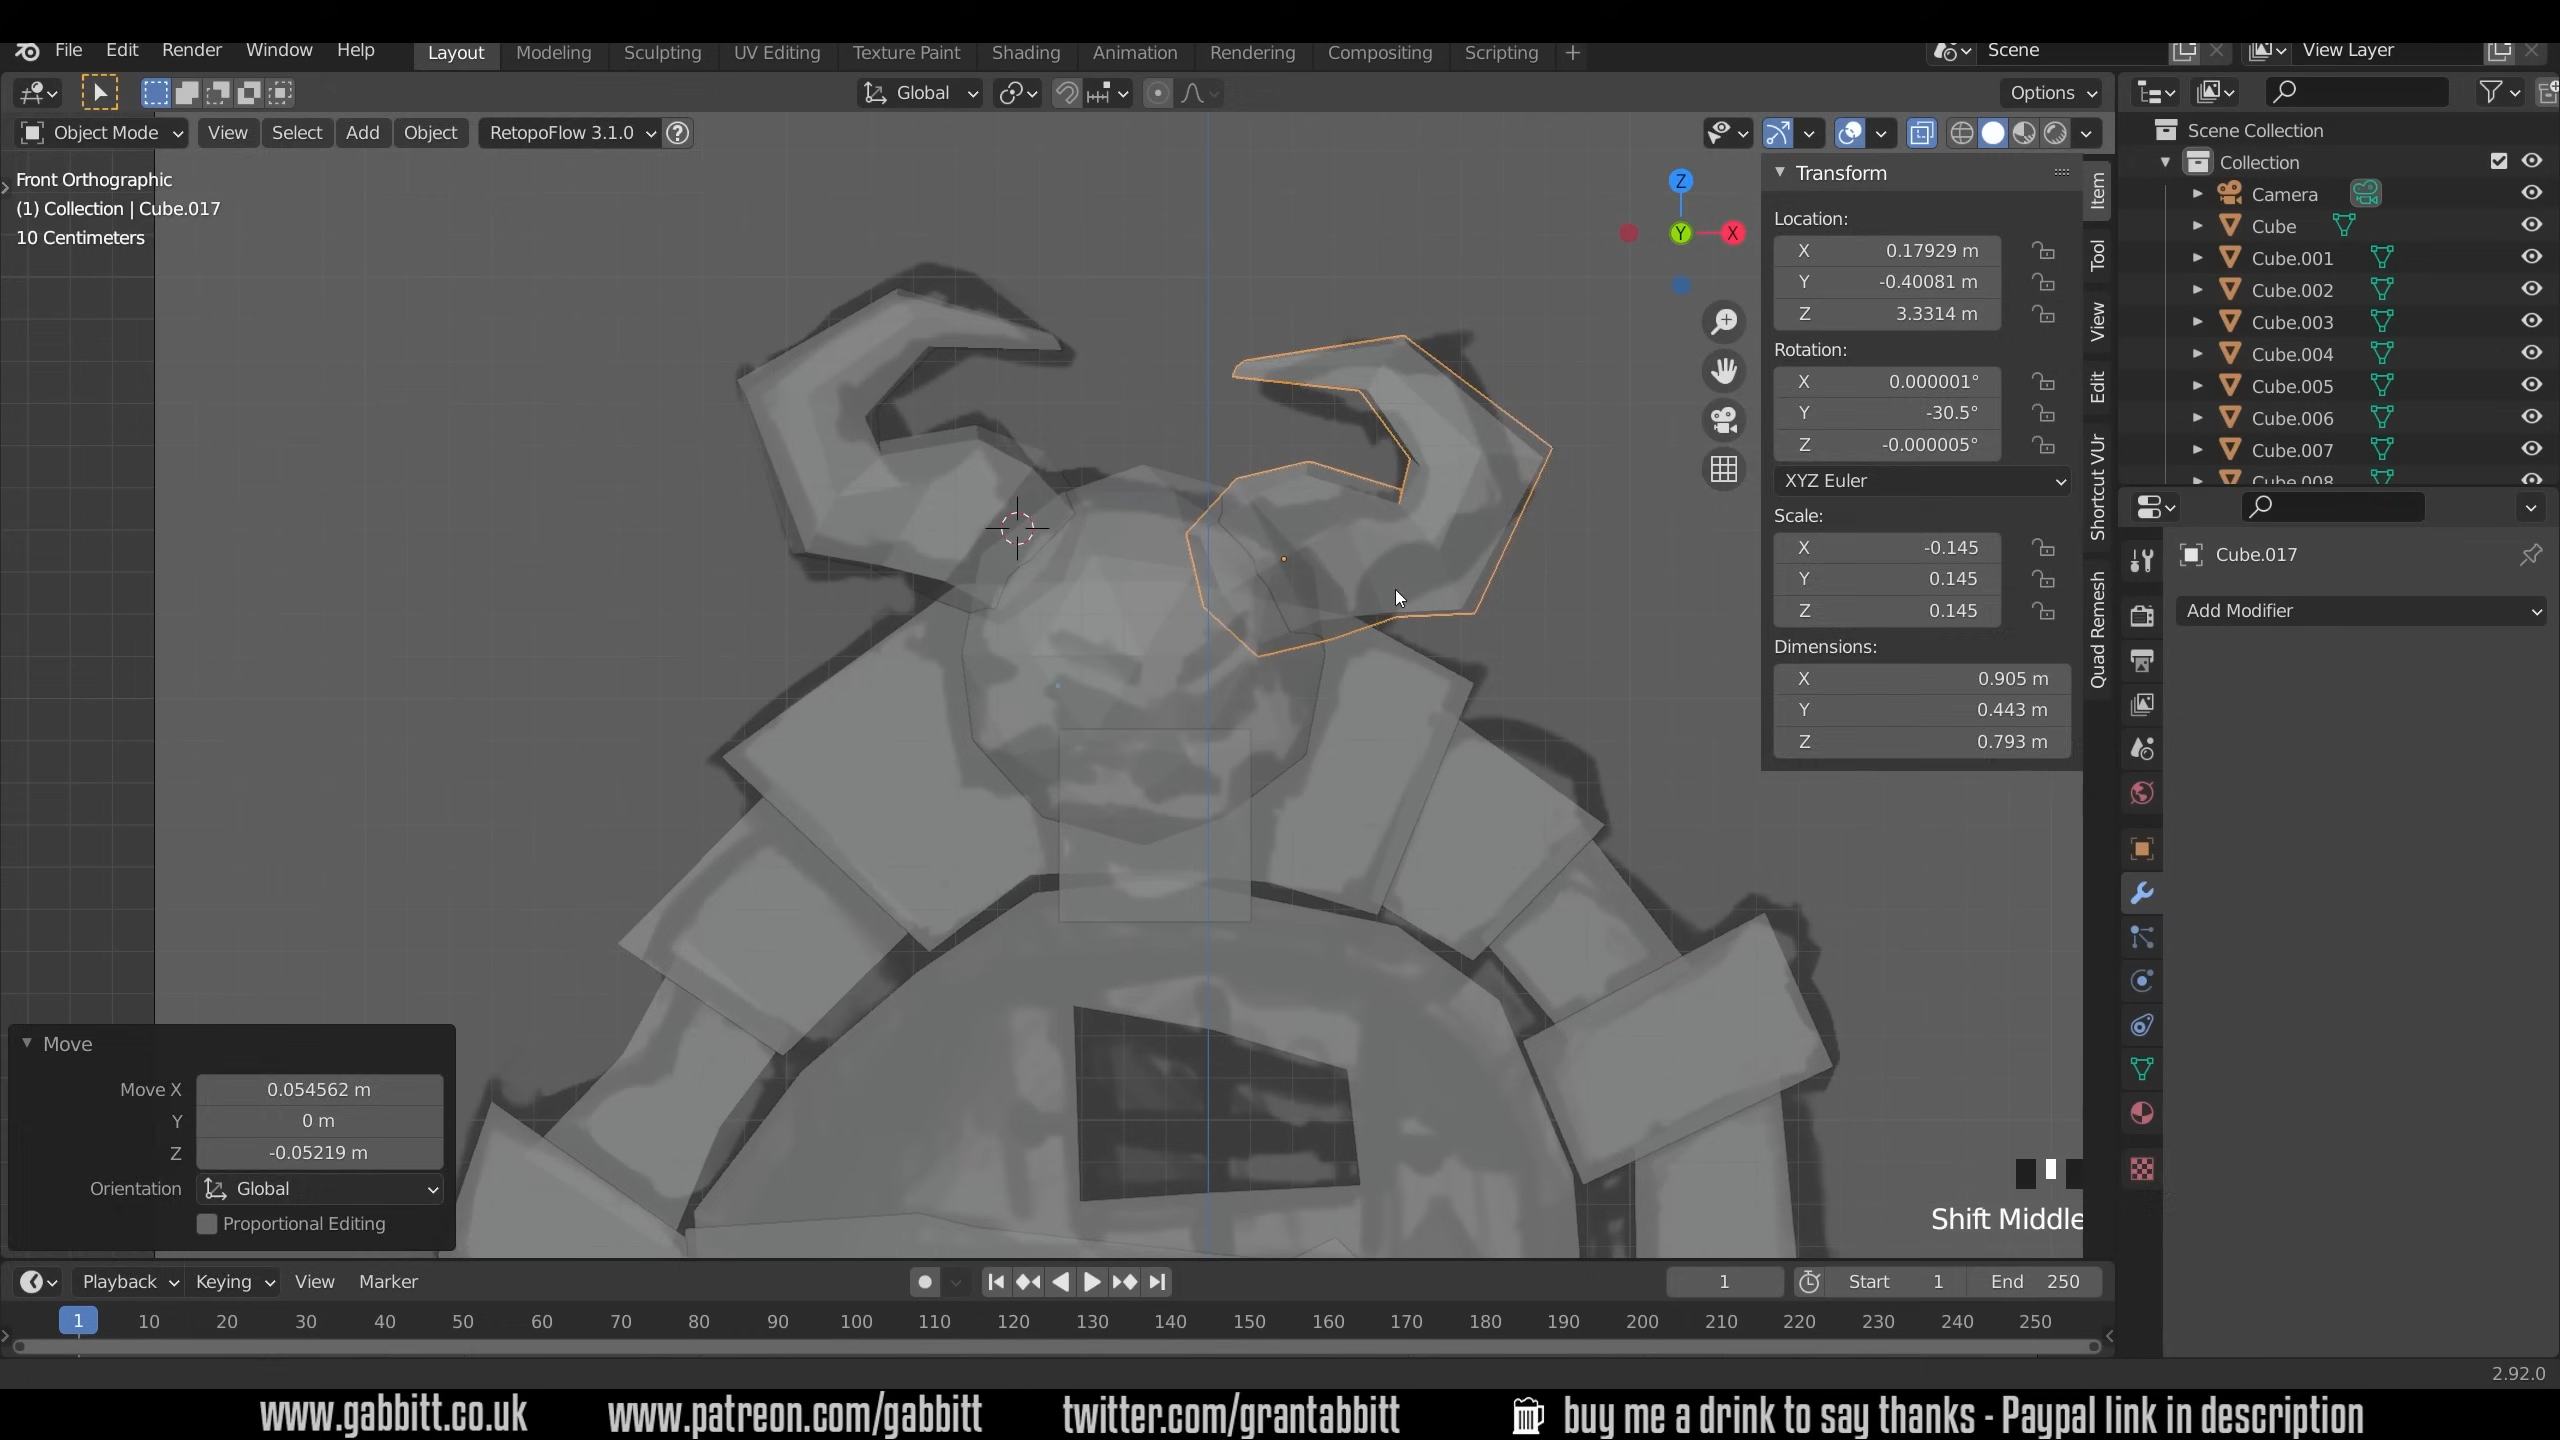 File Edit Render Window Help
Layout Modeling Sculpting UV Editing Texture Paint Shading Animation Rendering Compositing Scripting +
Scene
View Layer
Global
Options
Object Mode View Select Add Object RetopoFlow 3.1.0
Front Orthographic
(1) Collection | Cube.017
10 Centimeters
Z
Y
X
Transform
Location:
X 0.17929 m
Y -0.40081 m
Z 3.3314 m
Rotation:
X 0.000001°
Y -30.5°
Z -0.000005°
XYZ Euler
Scale:
X -0.145
Y 0.145
Z 0.145
Dimensions:
X 0.905 m
Y 0.443 m
Z 0.793 m
Item
Tool
View
Edit
Shortcut VUr
Quad Remesh
Scene Collection
Collection
Camera
Cube
Cube.001
Cube.002
Cube.003
Cube.004
Cube.005
Cube.006
Cube.007
Cube.008
Cube.017
Add Modifier
Move
Move X 0.054562 m
Y 0 m
Z -0.05219 m
Orientation Global
Proportional Editing
Shift Middle
Playback Keying View Marker
1
Start 1 End 250
1 10 20 30 40 50 60 70 80 90 100 110 120 130 140 150 160 170 180 190 200 210 220 230 240 250
2.92.0
www.gabbitt.co.uk www.patreon.com/gabbitt twitter.com/grantabbitt buy me a drink to say thanks - Paypal link in description